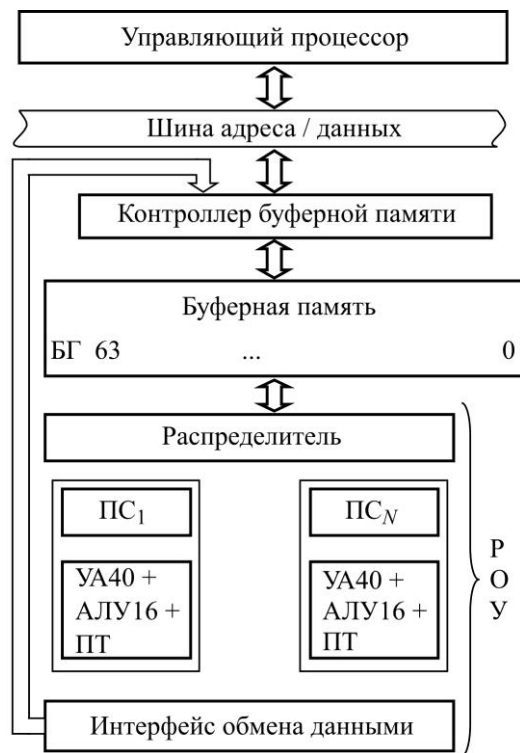 Управляющий процессор
Шина адреса / данных
Контроллер буферной памяти
Буферная память
БГ 63 ... 0
Распределитель
ПС1 ПСN
УА40 + УА40 +
АЛУ16 + АЛУ16 +
ПТ ПТ
Р
О
У
Интерфейс обмена данными